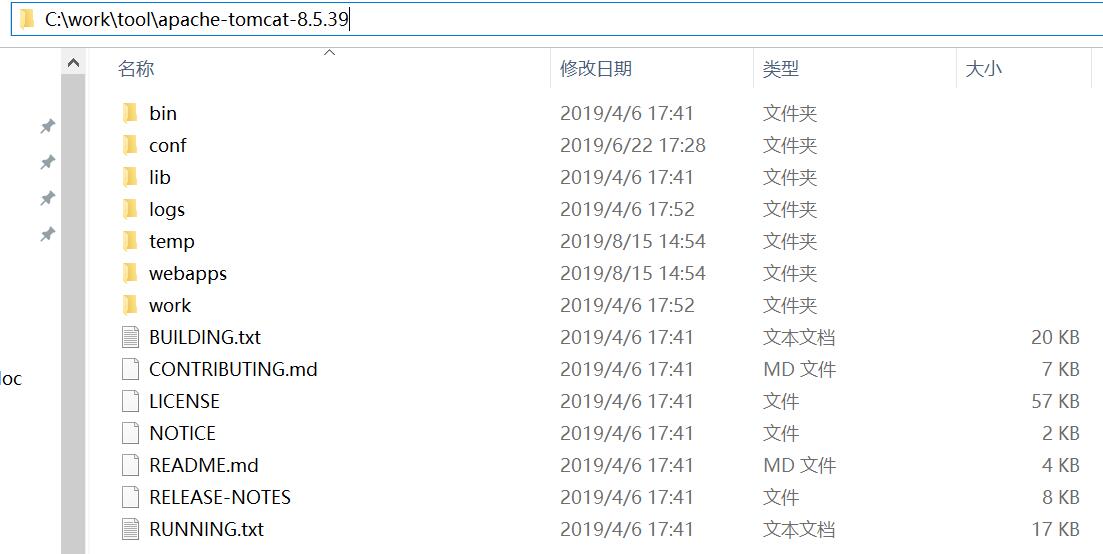 C:\work\tool\apache-tomcat-8.5.39
名称 修改日期 类型 大小
bin 2019/4/6 17:41 文件夹
conf 2019/6/22 17:28 文件夹
lib 2019/4/6 17:41 文件夹
logs 2019/4/6 17:52 文件夹
temp 2019/8/15 14:54 文件夹
webapps 2019/8/15 14:54 文件夹
work 2019/4/6 17:52 文件夹
BUILDING.txt 2019/4/6 17:41 文本文档 20 KB
CONTRIBUTING.md 2019/4/6 17:41 MD 文件 7 KB
loc
LICENSE 2019/4/6 17:41 文件 57 KB
NOTICE 2019/4/6 17:41 文件 2 KB
README.md 2019/4/6 17:41 MD 文件 4 KB
RELEASE-NOTES 2019/4/6 17:41 文件 8 KB
RUNNING.txt 2019/4/6 17:41 文本文档 17 KB